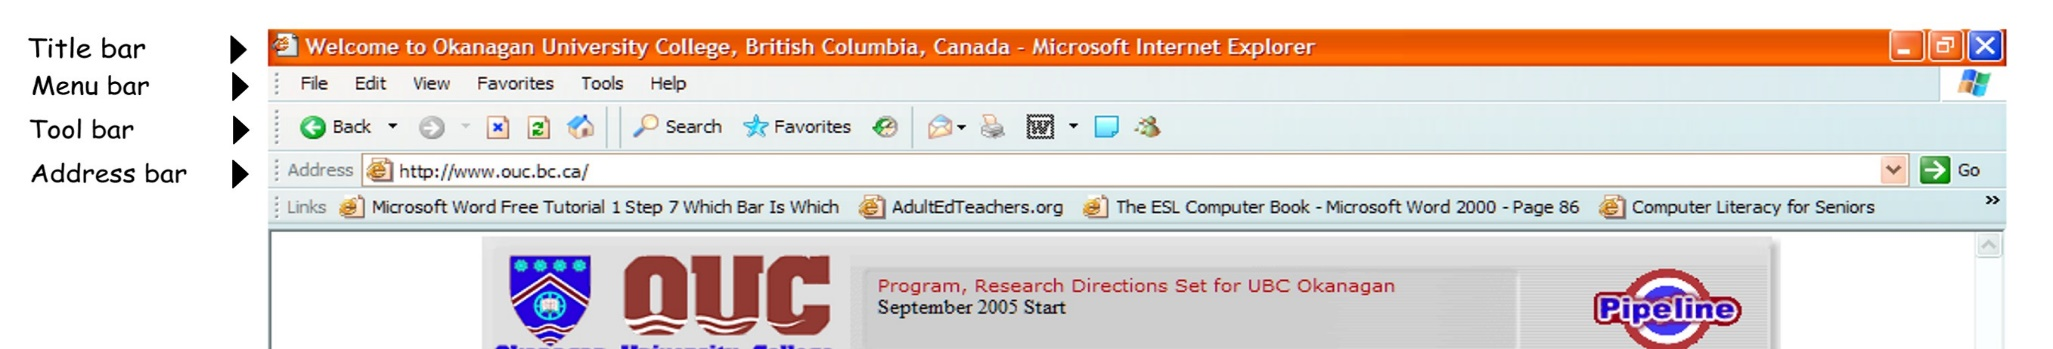 Title bar
Welcome to Okanagan University College, British Columbia, Canada - Microsoft Internet Explorer
Menu bar
File Edit View Favorites Tools Help
Tool bar
Back Search Favorites W
Address bar
Address http://www.ouc.bc.ca/ Go
Links Microsoft Word Free Tutorial 1 Step 7 Which Bar Is Which AdultEdTeachers.org The ESL Computer Book - Microsoft Word 2000 - Page 86 Computer Literacy for Seniors »
OUC
Program, Research Directions Set for UBC Okanagan
September 2005 Start
Pipeline
Okanagan University College